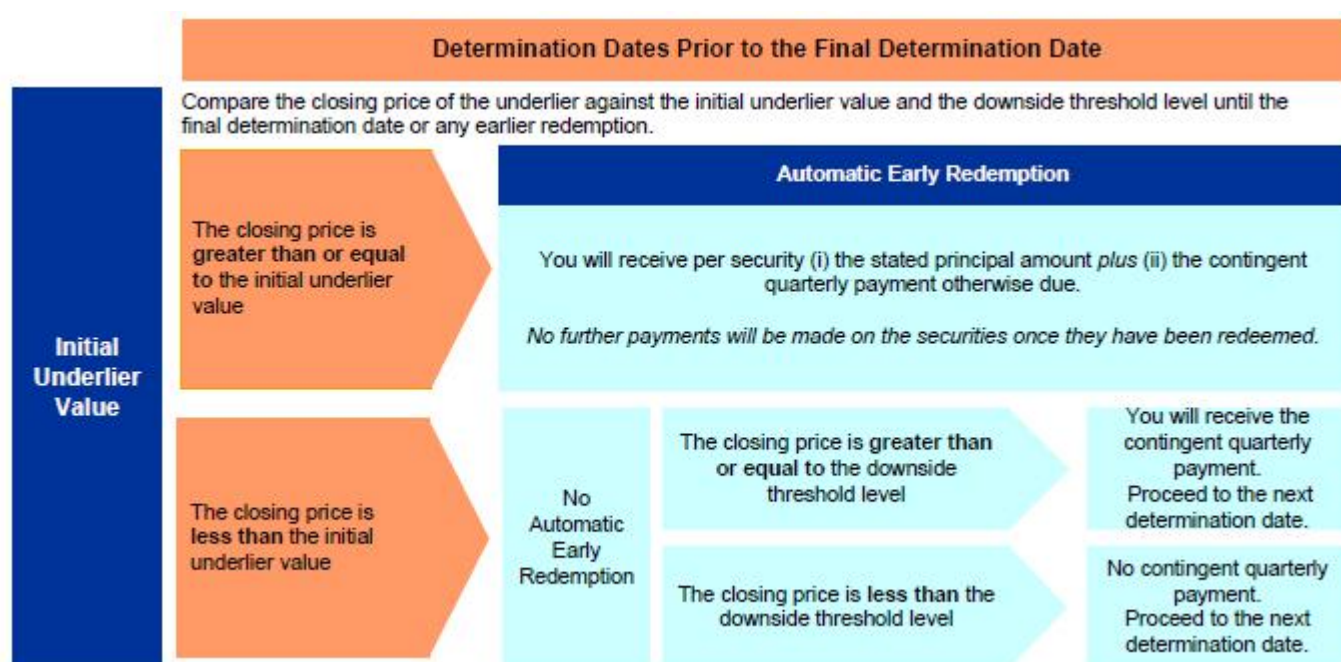 Determination Dates Prior to the Final Determination Date
Compare the closing price of the underlier against the initial underlier value and the downside threshold level until the
final determination date or any earlier redemption.
Initial
Underlier
Value
The closing price is
greater than or equal
to the initial underlier
value
Automatic Early Redemption
You will receive per security (i) the stated principal amount plus (ii) the contingent
quarterly payment otherwise due.
No further payments will be made on the securities once they have been redeemed.
The closing price is
less than the initial
underlier value
No
Automatic
Early
Redemption
The closing price is greater than
or equal to the downside
threshold level
You will receive the
contingent quarterly
payment.
Proceed to the next
determination date.
The closing price is less than the
downside threshold level
No contingent quarterly
payment.
Proceed to the next
determination date.